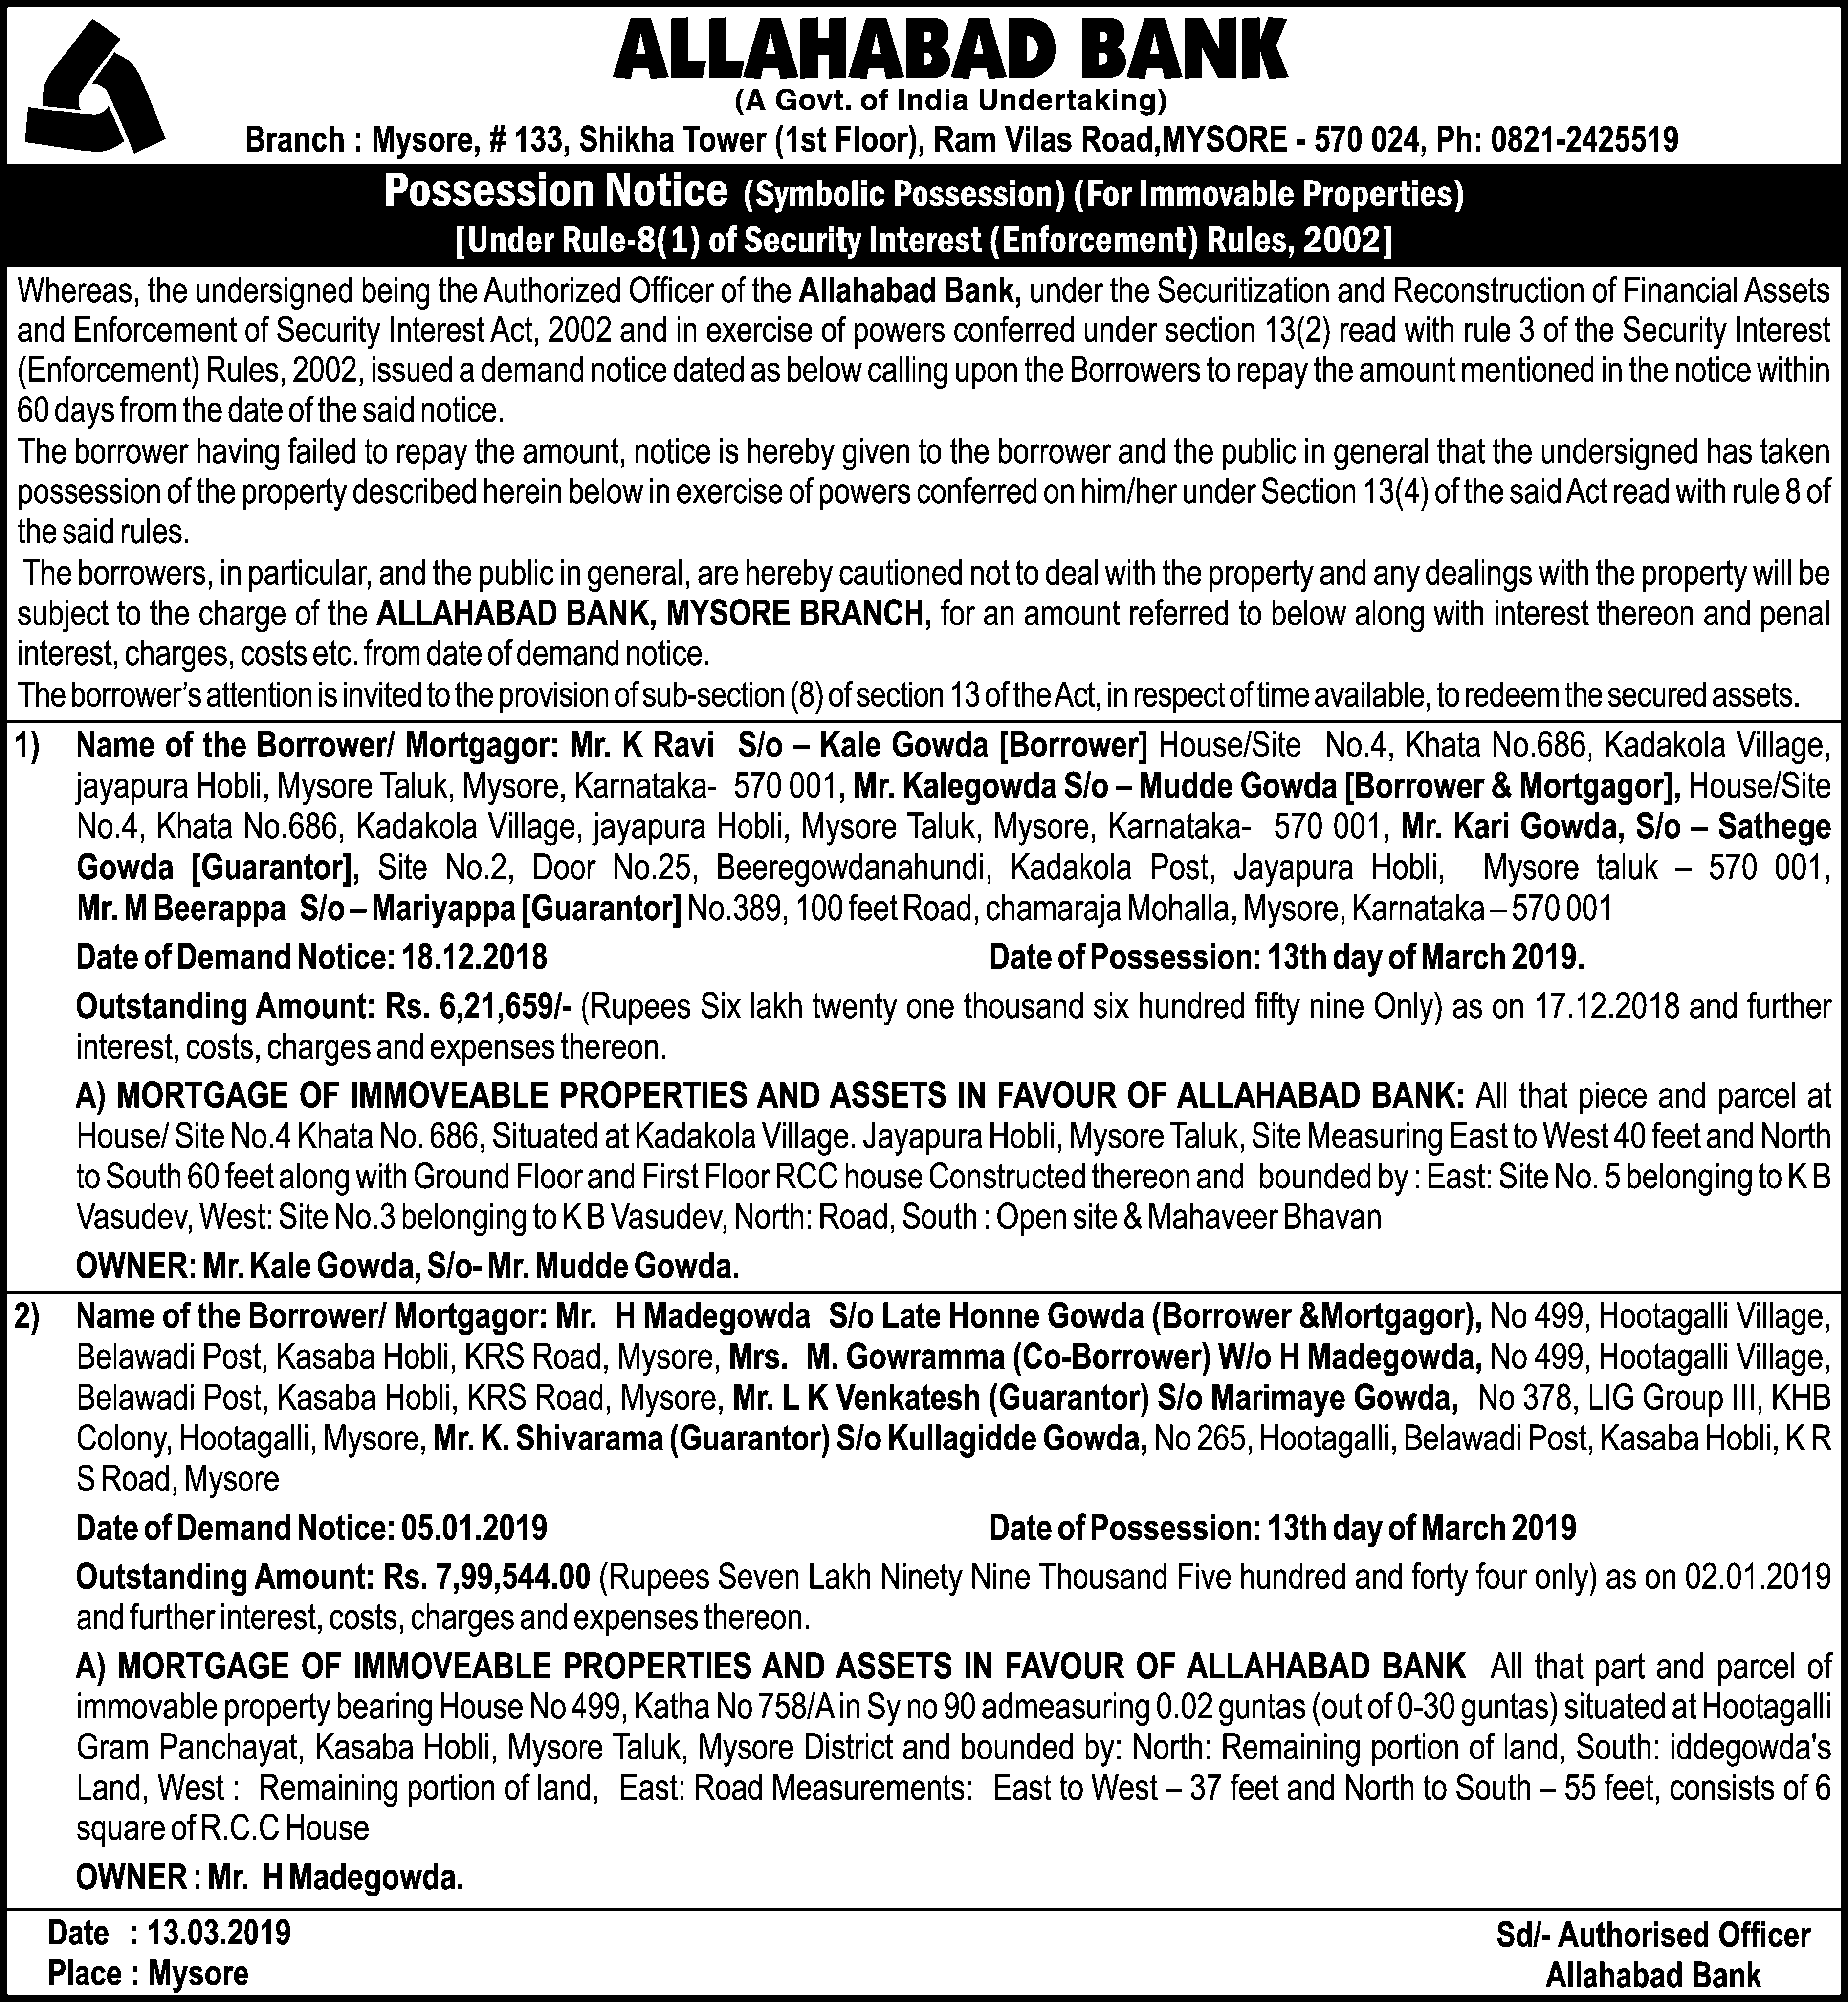 ALLAHABAD BANK
(A Govt. of India Undertaking)
Branch : Mysore, # 133, Shikha Tower (1st Floor), Ram Vilas Road,MYSORE - 570 024, Ph: 0821-2425519
Possession Notice (Symbolic Possession) (For Immovable Properties)
[Under Rule-8(1) of Security Interest (Enforcement) Rules, 2002]
Whereas, the undersigned being the Authorized Officer of the Allahabad Bank, under the Securitization and Reconstruction of Financial Assets
and Enforcement of Security Interest Act, 2002 and in exercise of powers conferred under section 13(2) read with rule 3 of the Security Interest
(Enforcement) Rules, 2002, issued a demand notice dated as below calling upon the Borrowers to repay the amount mentioned in the notice within
60 days from the date of the said notice.
The borrower having failed to repay the amount, notice is hereby given to the borrower and the public in general that the undersigned has taken
possession of the property described herein below in exercise of powers conferred on him/her under Section 13(4) of the said Act read with rule 8 of
the said rules.
The borrowers, in particular, and the public in general, are hereby cautioned not to deal with the property and any dealings with the property will be
subject to the charge of the ALLAHABAD BANK, MYSORE BRANCH, for an amount referred to below along with interest thereon and penal
interest, charges, costs etc. from date of demand notice.
The borrower's attention is invited to the provision of sub-section (8) of section 13 of the Act, in respect of time available, to redeem the secured assets.
1) Name of the Borrower/ Mortgagor: Mr. K Ravi S/o – Kale Gowda [Borrower] House/Site No.4, Khata No.686, Kadakola Village,
jayapura Hobli, Mysore Taluk, Mysore, Karnataka- 570 001, Mr. Kalegowda S/o – Mudde Gowda [Borrower & Mortgagor], House/Site
No.4, Khata No.686, Kadakola Village, jayapura Hobli, Mysore Taluk, Mysore, Karnataka- 570 001, Mr. Kari Gowda, S/o – Sathege
Gowda [Guarantor], Site No.2, Door No.25, Beeregowdanahundi, Kadakola Post, Jayapura Hobli, Mysore taluk – 570 001,
Mr. M Beerappa S/o – Mariyappa [Guarantor] No.389, 100 feet Road, chamaraja Mohalla, Mysore, Karnataka – 570 001
Date of Demand Notice: 18.12.2018 Date of Possession: 13th day of March 2019.
Outstanding Amount: Rs. 6,21,659/- (Rupees Six lakh twenty one thousand six hundred fifty nine Only) as on 17.12.2018 and further
interest, costs, charges and expenses thereon.
A) MORTGAGE OF IMMOVEABLE PROPERTIES AND ASSETS IN FAVOUR OF ALLAHABAD BANK: All that piece and parcel at
House/ Site No.4 Khata No. 686, Situated at Kadakola Village. Jayapura Hobli, Mysore Taluk, Site Measuring East to West 40 feet and North
to South 60 feet along with Ground Floor and First Floor RCC house Constructed thereon and bounded by : East: Site No. 5 belonging to K B
Vasudev, West: Site No.3 belonging to K B Vasudev, North: Road, South : Open site & Mahaveer Bhavan
OWNER: Mr. Kale Gowda, S/o- Mr. Mudde Gowda.
2) Name of the Borrower/ Mortgagor: Mr. H Madegowda S/o Late Honne Gowda (Borrower &Mortgagor), No 499, Hootagalli Village,
Belawadi Post, Kasaba Hobli, KRS Road, Mysore, Mrs. M. Gowramma (Co-Borrower) W/o H Madegowda, No 499, Hootagalli Village,
Belawadi Post, Kasaba Hobli, KRS Road, Mysore, Mr. L K Venkatesh (Guarantor) S/o Marimaye Gowda, No 378, LIG Group III, KHB
Colony, Hootagalli, Mysore, Mr. K. Shivarama (Guarantor) S/o Kullagidde Gowda, No 265, Hootagalli, Belawadi Post, Kasaba Hobli, K R
S Road, Mysore
Date of Demand Notice: 05.01.2019 Date of Possession: 13th day of March 2019
Outstanding Amount: Rs. 7,99,544.00 (Rupees Seven Lakh Ninety Nine Thousand Five hundred and forty four only) as on 02.01.2019
and further interest, costs, charges and expenses thereon.
A) MORTGAGE OF IMMOVEABLE PROPERTIES AND ASSETS IN FAVOUR OF ALLAHABAD BANK All that part and parcel of
immovable property bearing House No 499, Katha No 758/A in Sy no 90 admeasuring 0.02 guntas (out of 0-30 guntas) situated at Hootagalli
Gram Panchayat, Kasaba Hobli, Mysore Taluk, Mysore District and bounded by: North: Remaining portion of land, South: iddegowda's
Land, West : Remaining portion of land, East: Road Measurements: East to West – 37 feet and North to South – 55 feet, consists of 6
square of R.C.C House
OWNER : Mr. H Madegowda.
Date : 13.03.2019
Place : Mysore
Sd/- Authorised Officer
Allahabad Bank